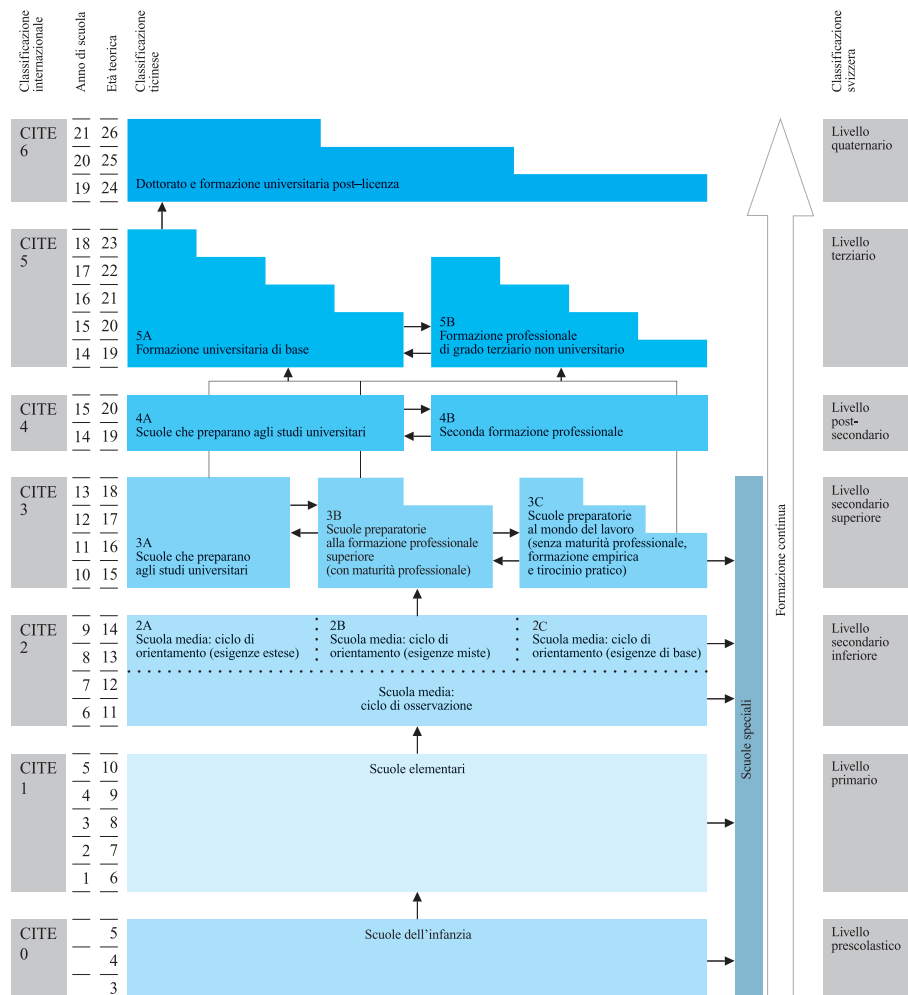 Classificazione
internazionale
Anno di scuola
Età teorica
Classificazione
ticinese
Classificazione
svizzera
CITE
6
21 26
20 25
19 24
Dottorato e formazione universitaria post–licenza
Livello
quaternario
CITE
5
18 23
17 22
16 21
15 20
14 19
5A
Formazione universitaria di base
5B
Formazione professionale
di grado terziario non universitario
Livello
terziario
CITE
4
15 20
14 19
4A
Scuole che preparano agli studi universitari
4B
Seconda formazione professionale
Livello
post-
secondario
CITE
3
13 18
12 17
11 16
10 15
3A
Scuole che preparano
agli studi universitari
3B
Scuole preparatorie
alla formazione professionale
superiore
(con maturità professionale)
3C
Scuole preparatorie
al mondo del lavoro
(senza maturità professionale,
formazione empirica
e tirocinio pratico)
Livello
secondario
superiore
CITE
2
9 14
8 13
7 12
6 11
2A
Scuola media: ciclo di
orientamento (esigenze estese)
2B
Scuola media: ciclo di
orientamento (esigenze miste)
2C
Scuola media: ciclo di
orientamento (esigenze di base)
Scuola media:
ciclo di osservazione
Livello
secondario
inferiore
CITE
1
5 10
4 9
3 8
2 7
1 6
Scuole elementari
Livello
primario
CITE
0
5
4
3
Scuole dell'infanzia
Livello
prescolastico
Scuole speciali
Formazione continua